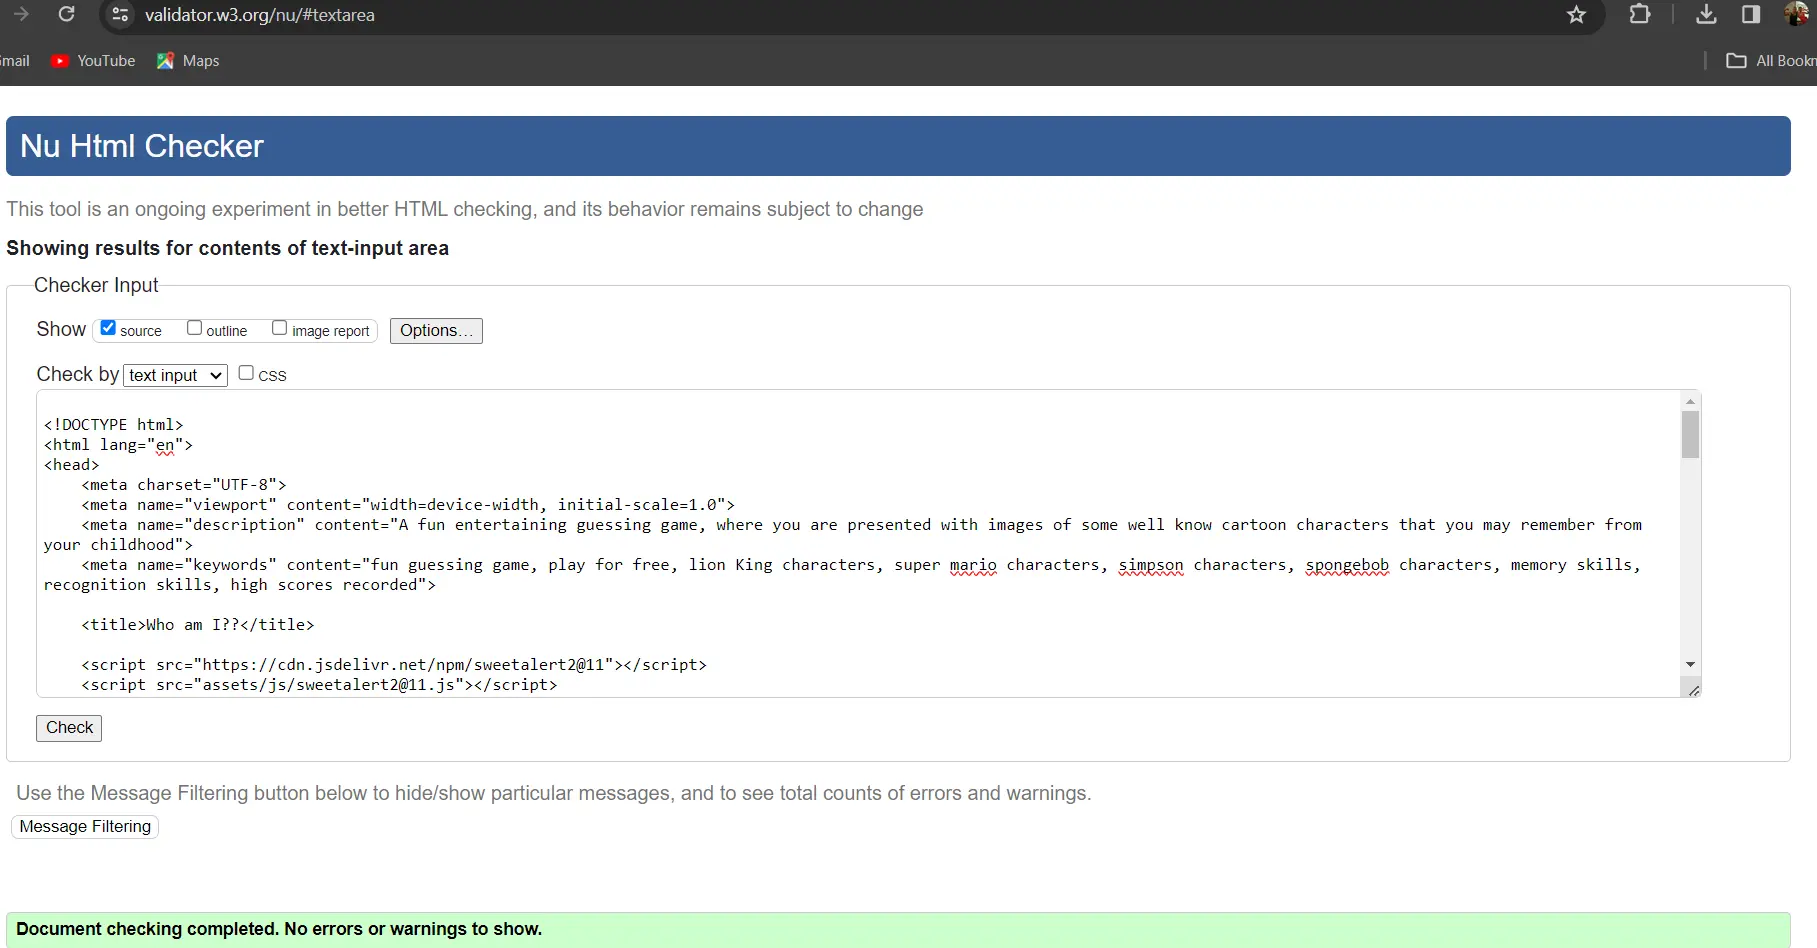 validator.w3.org/nu/#textarea
mail YouTube Maps All Bookm
Nu Html Checker
This tool is an ongoing experiment in better HTML checking, and its behavior remains subject to change
Showing results for contents of text-input area
Checker Input
Show source outline image report Options...
Check by text input CSS
<!DOCTYPE html>
<html lang="en">
<head>
<meta charset="UTF-8">
<meta name="viewport" content="width=device-width, initial-scale=1.0">
<meta name="description" content="A fun entertaining guessing game, where you are presented with images of some well know cartoon characters that you may remember from
your childhood">
<meta name="keywords" content="fun guessing game, play for free, lion King characters, super mario characters, simpson characters, spongebob characters, memory skills,
recognition skills, high scores recorded">
<title>Who am I??</title>
<script src="https://cdn.jsdelivr.net/npm/sweetalert2@11"></script>
<script src="assets/js/sweetalert2@11.js"></script>
Check
Use the Message Filtering button below to hide/show particular messages, and to see total counts of errors and warnings.
Message Filtering
Document checking completed. No errors or warnings to show.